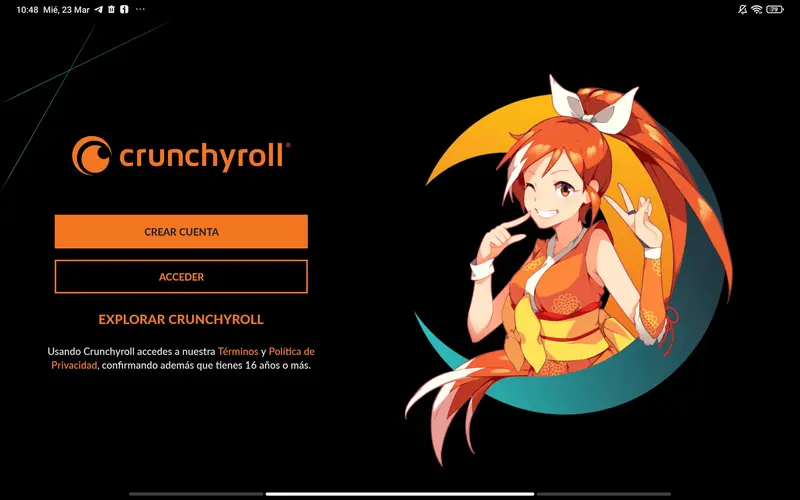 10:48 Mié, 23 Mar
79
crunchyroll®
CREAR CUENTA
ACCEDER
EXPLORAR CRUNCHYROLL
Usando Crunchyroll accedes a nuestra Términos y Política de
Privacidad, confirmando además que tienes 16 años o más.